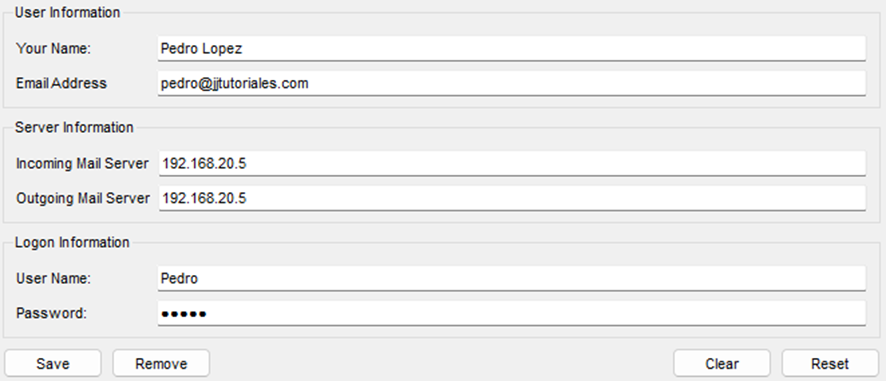 User Information
Your Name: Pedro Lopez
Email Address pedro@jjtutoriales.com
Server Information
Incoming Mail Server 192.168.20.5
Outgoing Mail Server 192.168.20.5
Logon Information
User Name: Pedro
Password: •••••
Save Remove Clear Reset